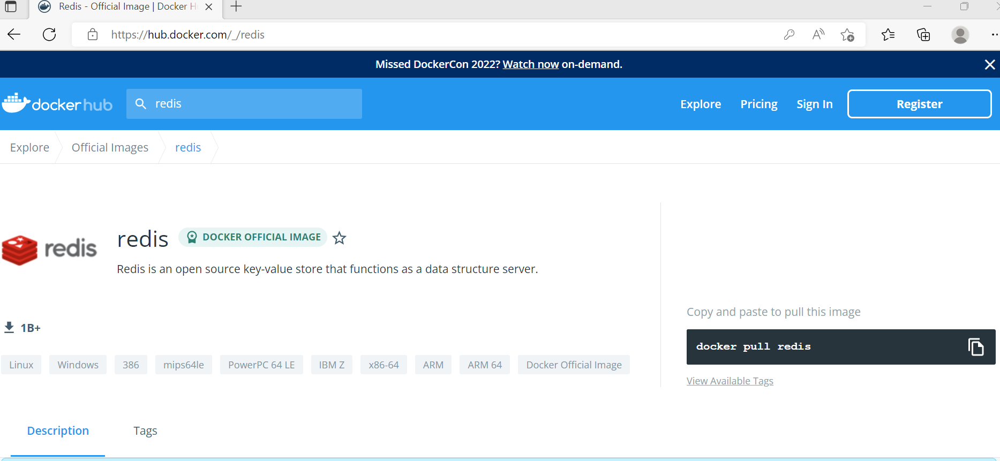 Redis - Official Image | Docker H
https://hub.docker.com/_/redis
Missed DockerCon 2022? Watch now on-demand.
docker hub
redis
Explore
Pricing
Sign In
Register
Explore
Official Images
redis
redis
redis
DOCKER OFFICIAL IMAGE
Redis is an open source key-value store that functions as a data structure server.
1B+
Linux
Windows
386
mips64le
PowerPC 64 LE
IBM Z
x86-64
ARM
ARM 64
Docker Official Image
Copy and paste to pull this image
docker pull redis
View Available Tags
Description
Tags